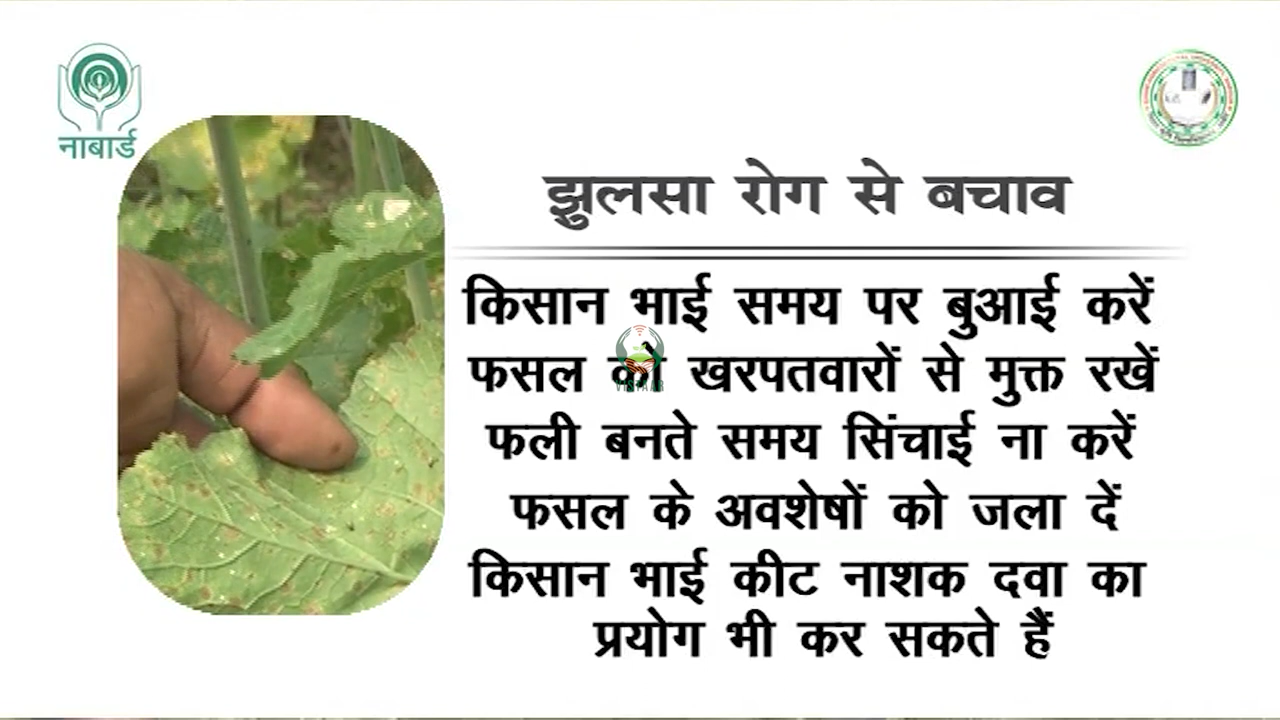 नाबार्ड
झुलसा रोग से बचाव
किसान भाई समय पर बुआई करें
फसल को खरपतवारों से मुक्त रखें
VISTAAR
फली बनते समय सिंचाई ना करें
फसल के अवशेषों को जला दें
किसान भाई कीट नाशक दवा का
प्रयोग भी कर सकते हैं